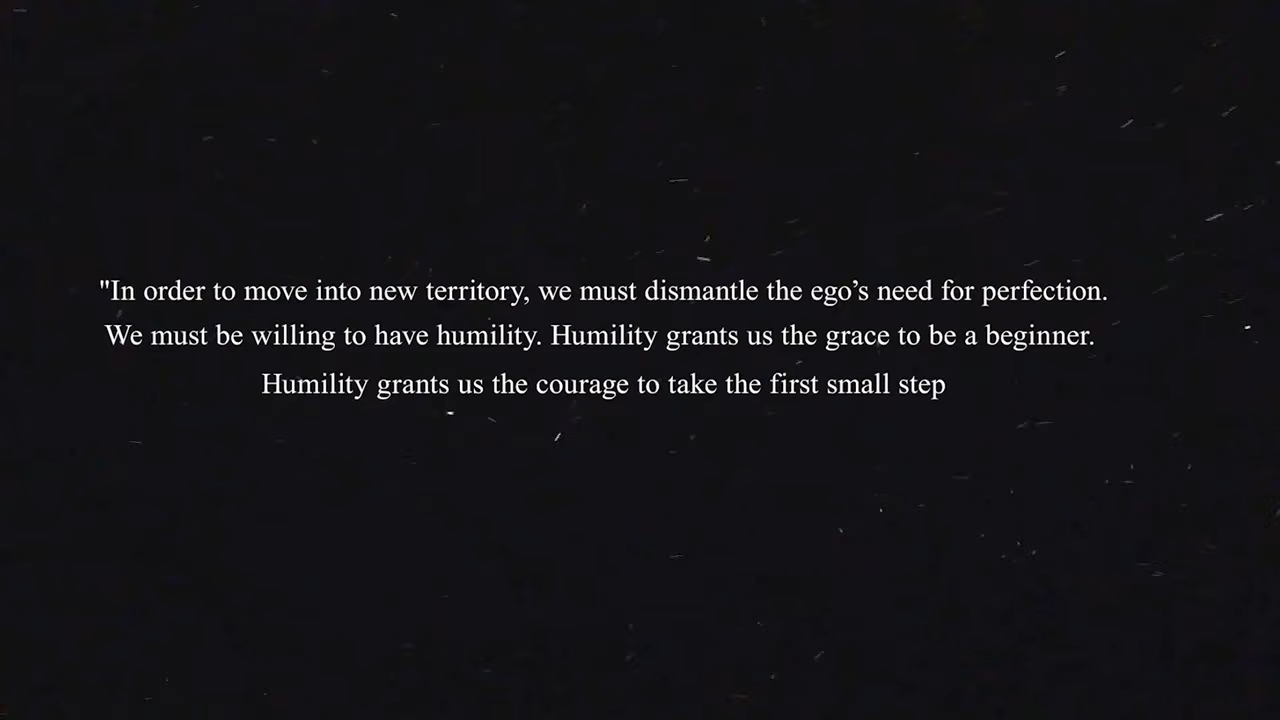 "In order to move into new territory, we must dismantle the ego’s need for perfection.
We must be willing to have humility. Humility grants us the grace to be a beginner.
Humility grants us the courage to take the first small step